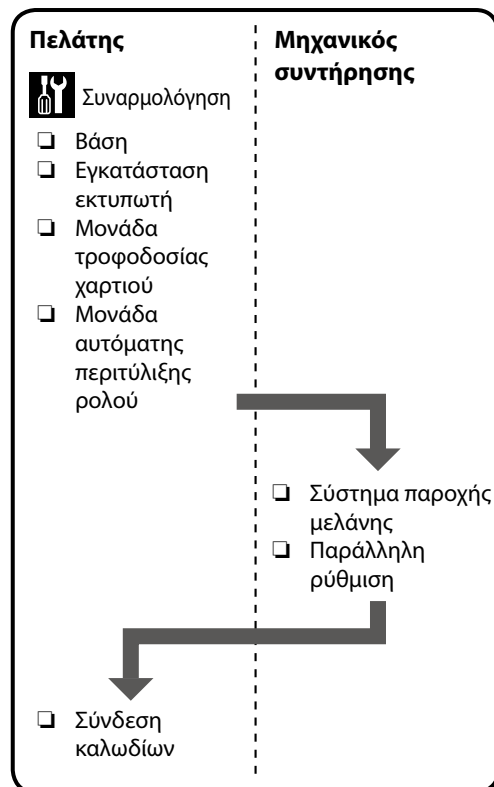 Πελάτης
Συναρμολόγηση
❏ Βάση
❏ Εγκατάσταση
εκτυπωτή
❏ Μονάδα
τροφοδοσίας
χαρτιού
❏ Μονάδα
αυτόματης
περιτύλιξης
ρολού
Μηχανικός
συντήρησης
❏ Σύστημα παροχής
μελάνης
❏ Παράλληλη
ρύθμιση
❏ Σύνδεση
καλωδίων